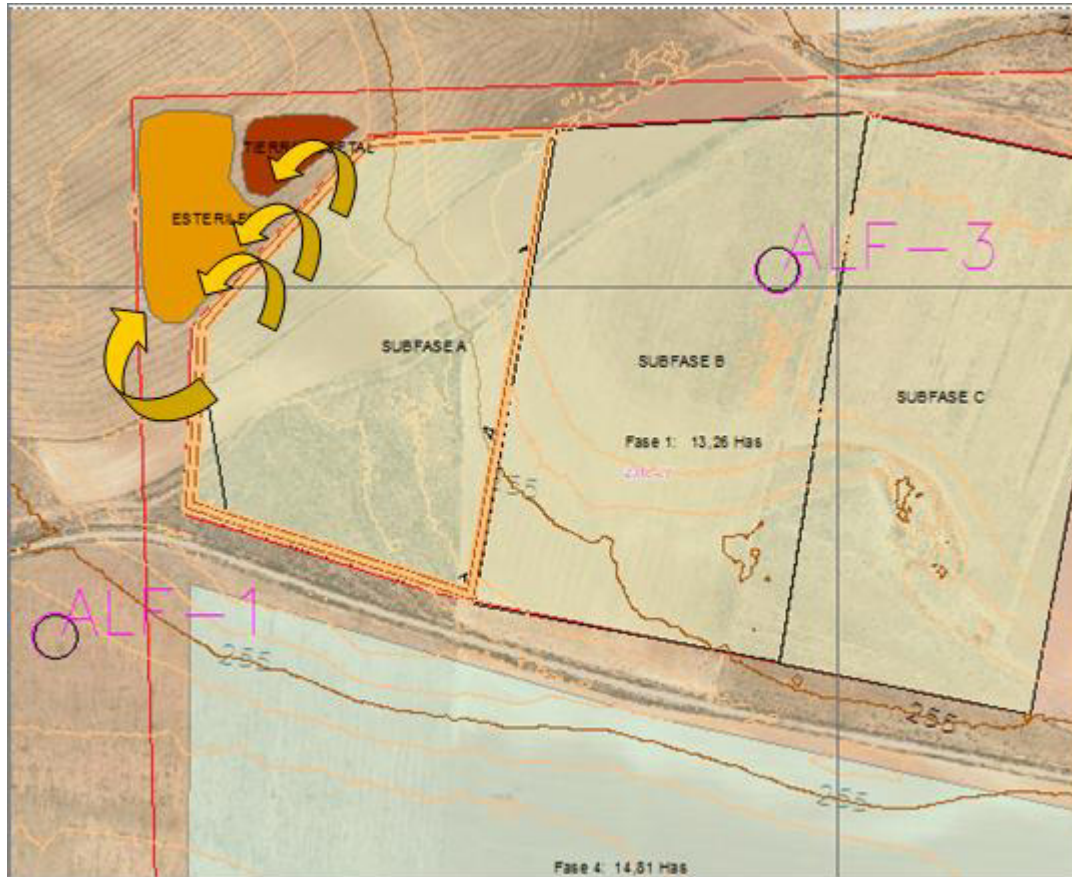 TIERRA VEGETAL
ALF-3
ESTERILES
SUBFASE A
SUBFASE B
SUBFASE C
Fase 1: 13,26 Has
255
ALF-1
255
255
255
Fase 4: 14,81 Has